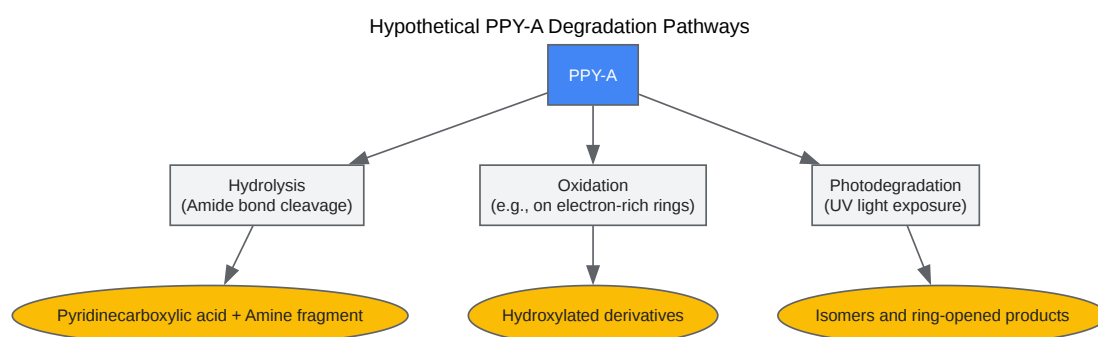 Hypothetical PPY-A Degradation Pathways
PPY-A
Hydrolysis
(Amide bond cleavage)
Oxidation
(e.g., on electron-rich rings)
Photodegradation
(UV light exposure)
Pyridinecarboxylic acid + Amine fragment
Hydroxylated derivatives
Isomers and ring-opened products